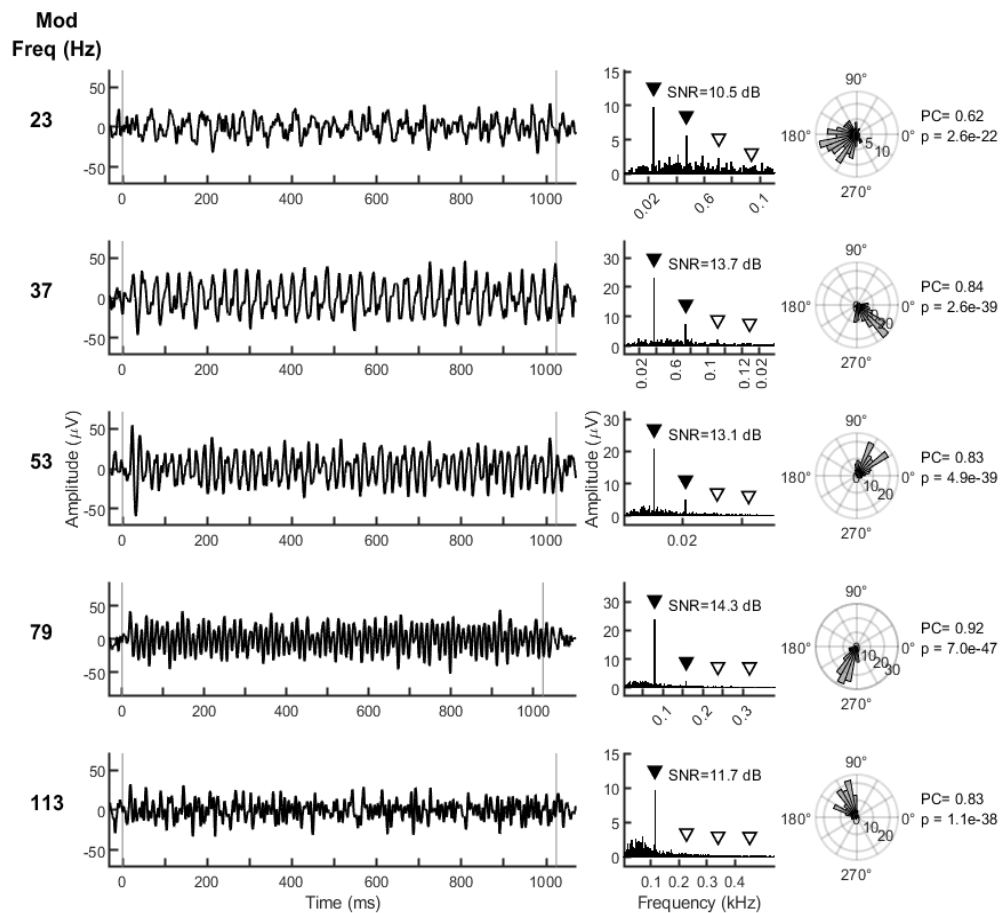 Mod
Freq (Hz)
23
50
0
-50
0 200 400 600 800 1000
15
10
5
0
SNR=10.5 dB
0.02 0.6 0.1
90°
180°
0°
5 10
270°
PC= 0.62
p = 2.6e-22
37
50
0
-50
0 200 400 600 800 1000
30
20
10
0
SNR=13.7 dB
0.02 0.6 0.1 0.12 0.02
90°
180°
0°
270°
PC= 0.84
p = 2.6e-39
53
Amplitude (μV)
50
0
-50
0 200 400 600 800 1000
Amplitude (μV)
30
20
10
0
SNR=13.1 dB
0.02
90°
180°
0°
0 10 20
270°
PC= 0.83
p = 4.9e-39
79
50
0
-50
0 200 400 600 800 1000
30
20
10
0
SNR=14.3 dB
0.1 0.2 0.3
90°
180°
0°
10 20 30
270°
PC= 0.92
p = 7.0e-47
113
50
0
-50
0 200 400 600 800 1000
Time (ms)
15
10
5
0
SNR=11.7 dB
0.1 0.2 0.3 0.4
Frequency (kHz)
90°
180°
0°
10 20
270°
PC= 0.83
p = 1.1e-38